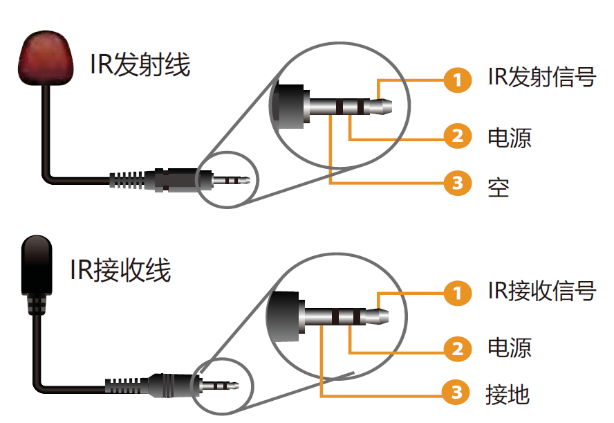 IR发射线
1 IR发射信号
2 电源
3 空
IR接收线
1 IR接收信号
2 电源
3 接地